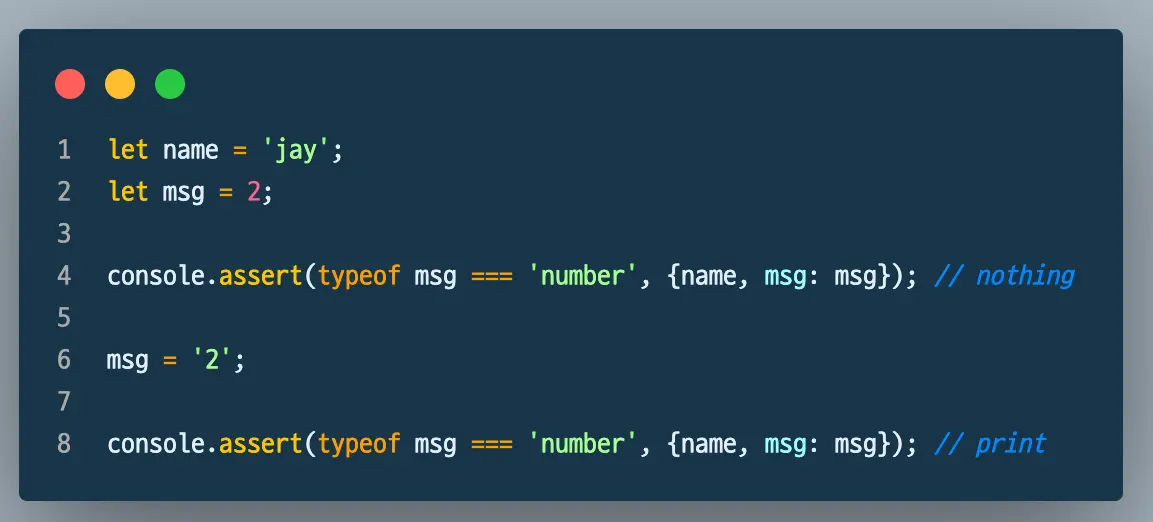 1 let name = 'jay';
2 let msg = 2;
3
4 console.assert(typeof msg === 'number', {name, msg: msg}); // nothing
5
6 msg = '2';
7
8 console.assert(typeof msg === 'number', {name, msg: msg}); // print